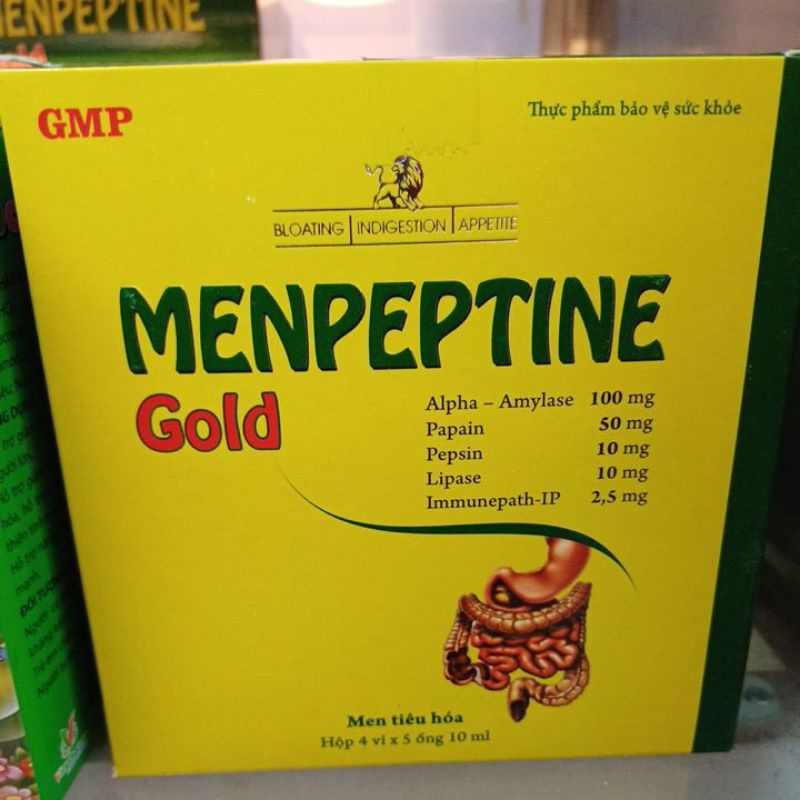 MENPEPTINE
Gold
GMP
Thực phẩm bảo vệ sức khỏe
BLOATING | INDIGESTION | APPETITE
MENPEPTINE
Gold
Alpha – Amylase 100 mg
Papain 50 mg
Pepsin 10 mg
Lipase 10 mg
Immunepath-IP 2,5 mg
Men tiêu hóa
Hộp 4 vỉ x 5 ống 10 ml